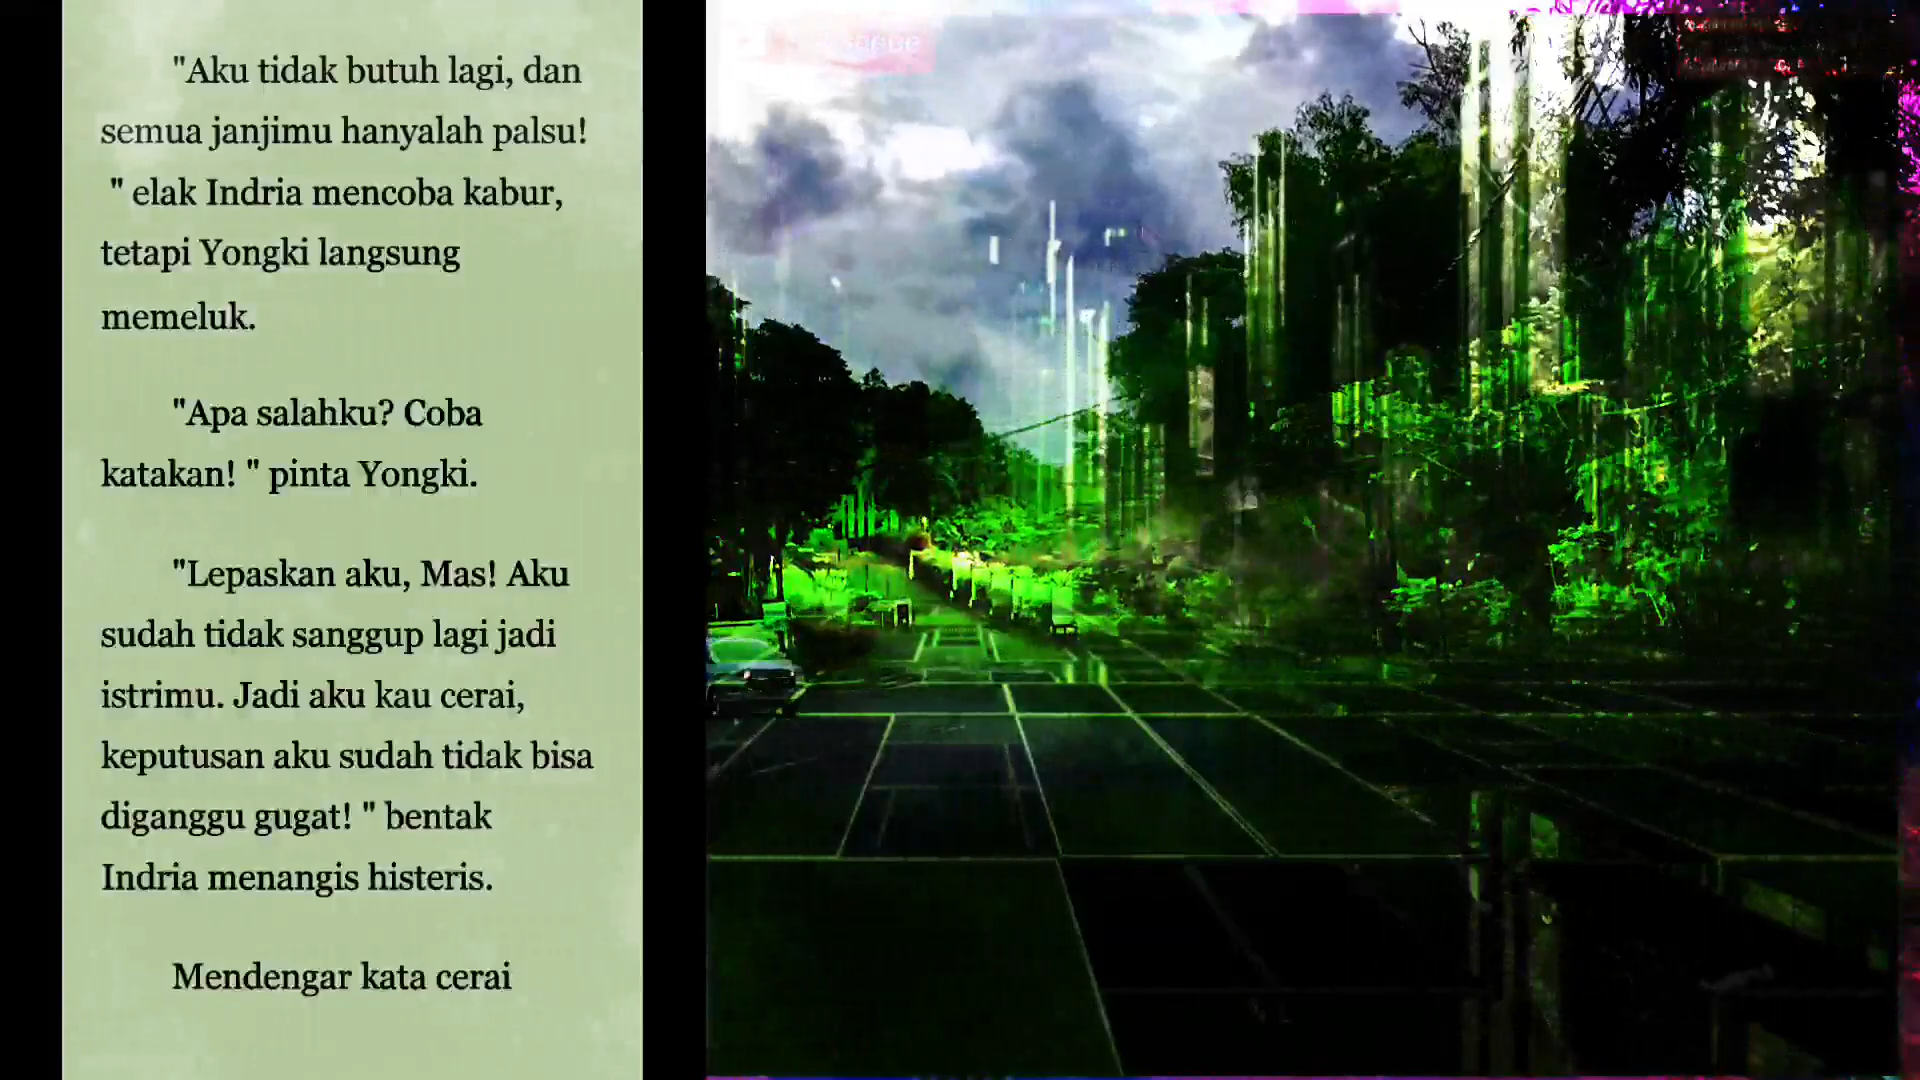 "Aku tidak butuh lagi, dan
semua janjimu hanyalah palsu!
" elak Indria mencoba kabur,
tetapi Yongki langsung
memeluk.
"Apa salahku? Coba
katakan! " pinta Yongki.
"Lepaskan aku, Mas! Aku
sudah tidak sanggup lagi jadi
istrimu. Jadi aku kau cerai,
keputusan aku sudah tidak bisa
diganggu gugat! " bentak
Indria menangis histeris.
Mendengar kata cerai